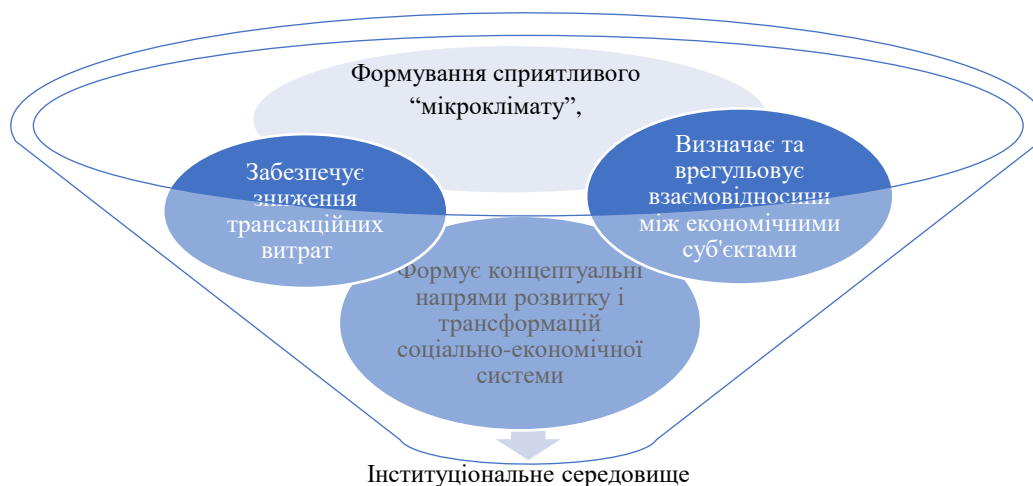 Формування сприятливого
“мікроклімату”,
Забезпечує
зниження
трансакційних
витрат
Визначає та
врегульовує
взаємовідносини
між економічними
суб'єктами
Формує концептуальні
напрями розвитку і
трансформацій
соціально-економічної
системи
Інституціональне середовище